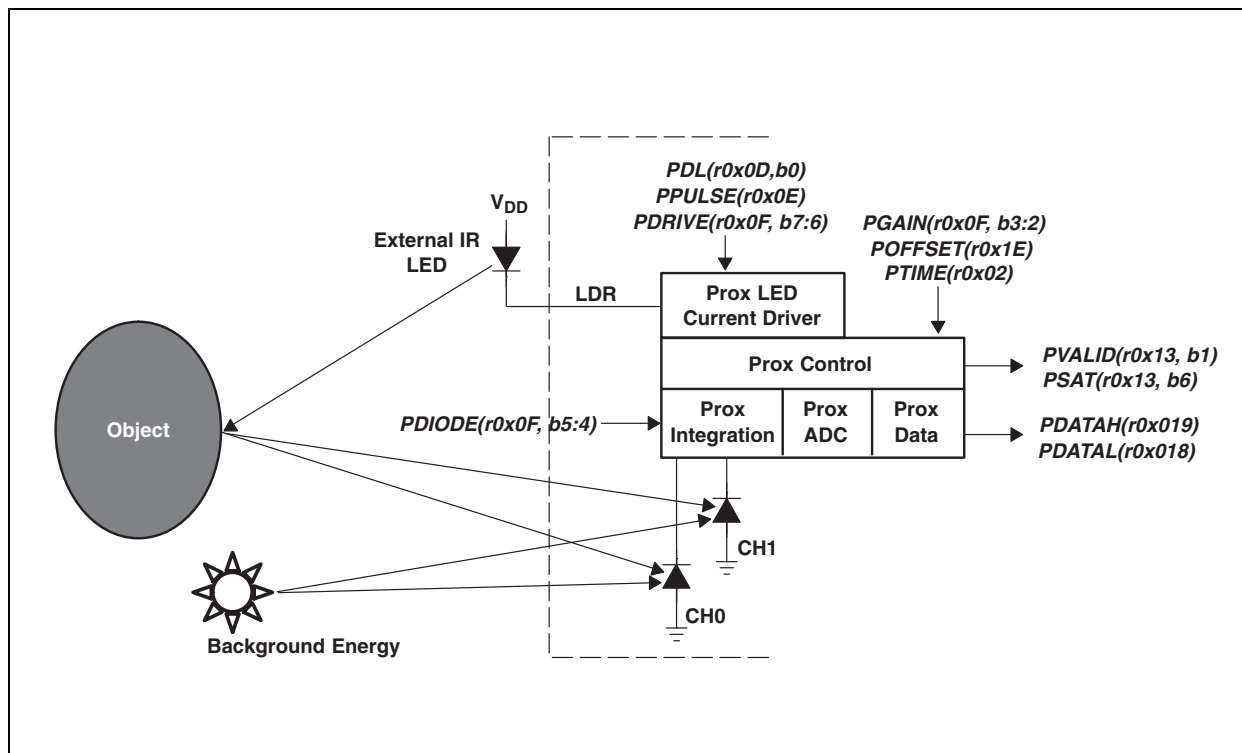 PDL(r0x0D,b0)
PPULSE(r0x0E)
PDRIVE(r0x0F, b7:6)
PGAIN(r0x0F, b3:2)
POFFSET(r0x1E)
PTIME(r0x02)
VDD
External IR
LED
LDR
Prox LED
Current Driver
Prox Control
PVALID(r0x13, b1)
PSAT(r0x13, b6)
Object
PDIODE(r0x0F, b5:4)
Prox
Integration
Prox
ADC
Prox
Data
PDATAH(r0x019)
PDATAL(r0x018)
CH1
CH0
Background Energy